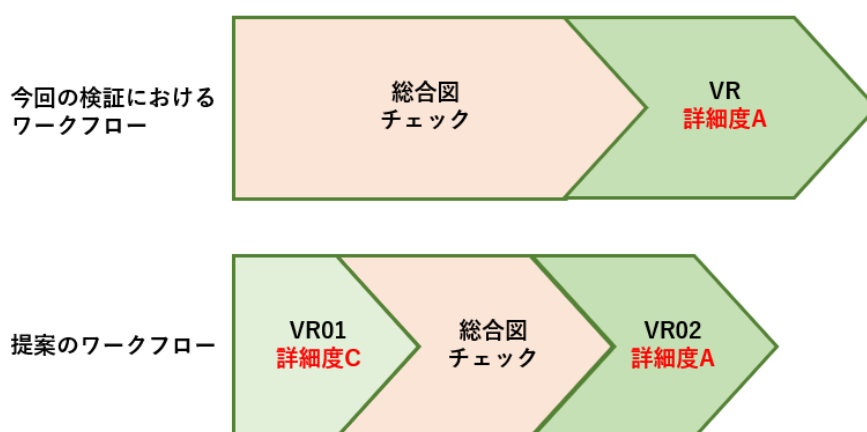 今回の検証における
ワークフロー
総合図
チェック
VR
詳細度A
提案のワークフロー
VR01
詳細度C
総合図
チェック
VR02
詳細度A